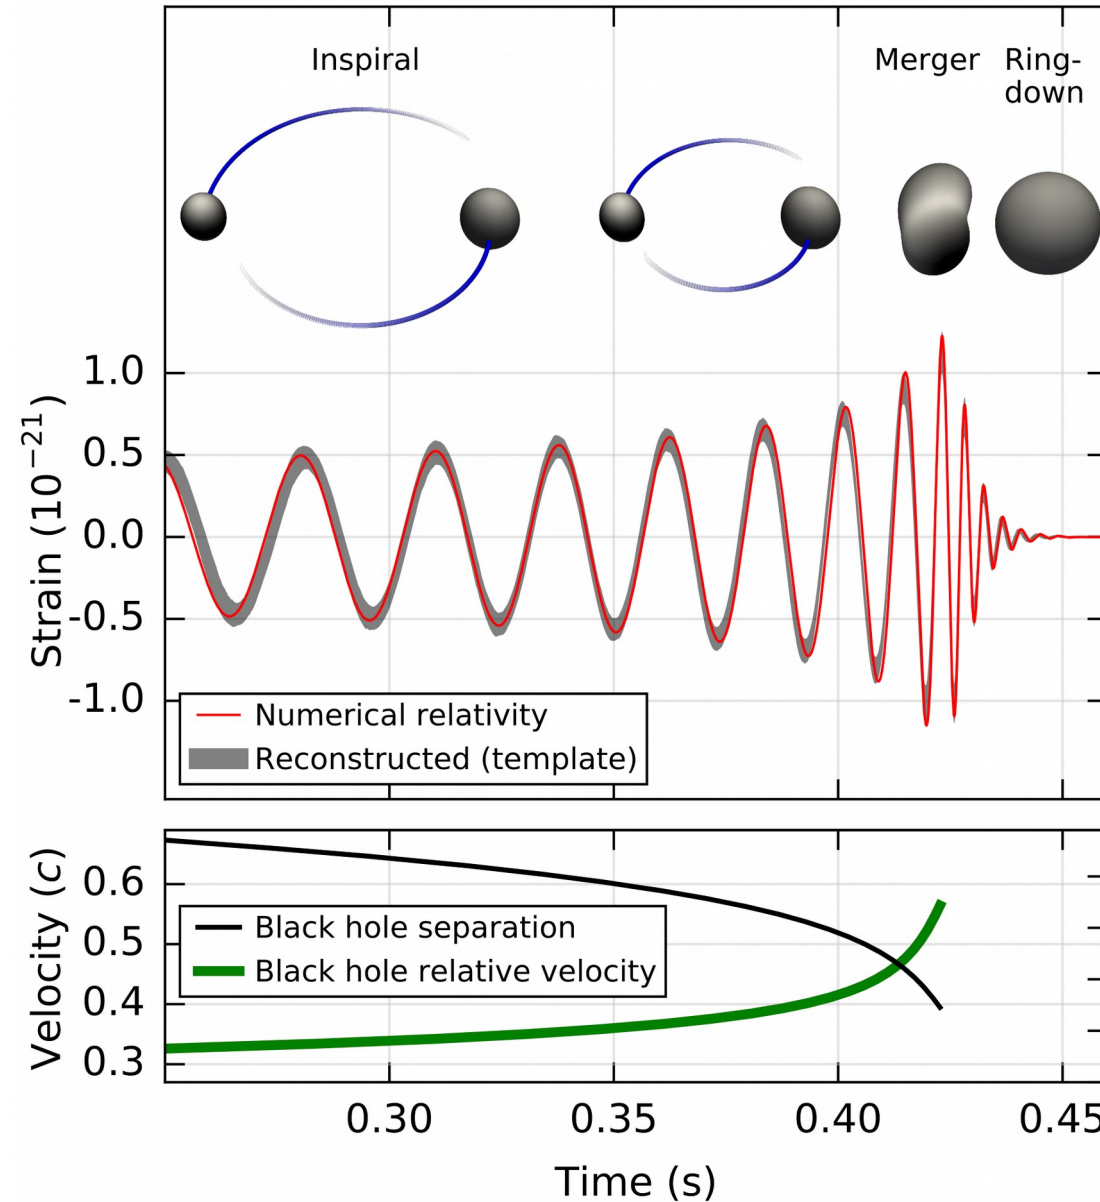 Inspiral
Merger
Ring-
down
Strain (10⁻²¹)
1.0
0.5
0.0
-0.5
-1.0
Numerical relativity
Reconstructed (template)
Velocity (c)
0.6
0.5
0.4
0.3
Black hole separation
Black hole relative velocity
0.30
0.35
0.40
0.45
Time (s)